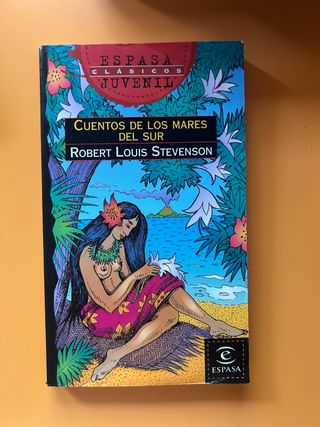 ESPASA
CLÁSICOS
JUVENIL
CUENTOS DE LOS MARES
DEL SUR
ROBERT LOUIS STEVENSON
e
ESPASA